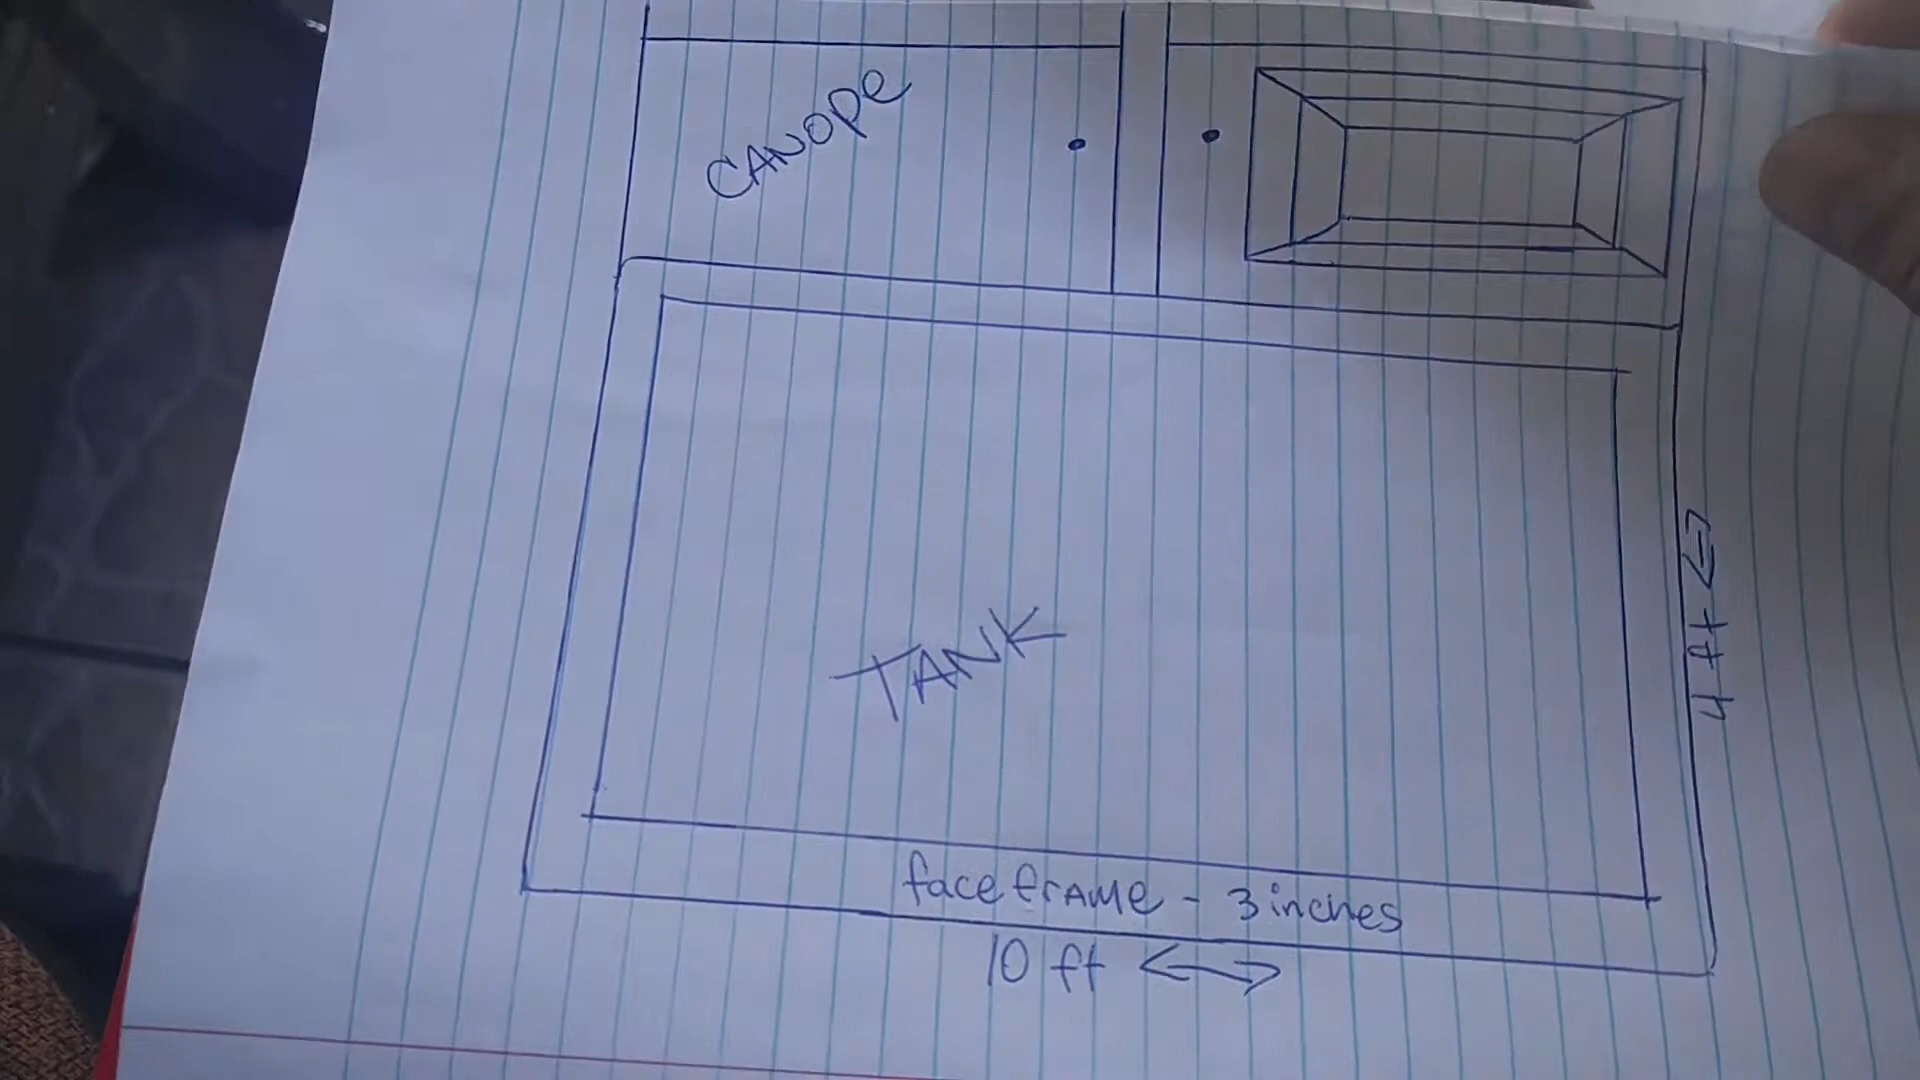 CANOPE
TANK
4 ft <->
face frame - 3 inches
10 ft <->